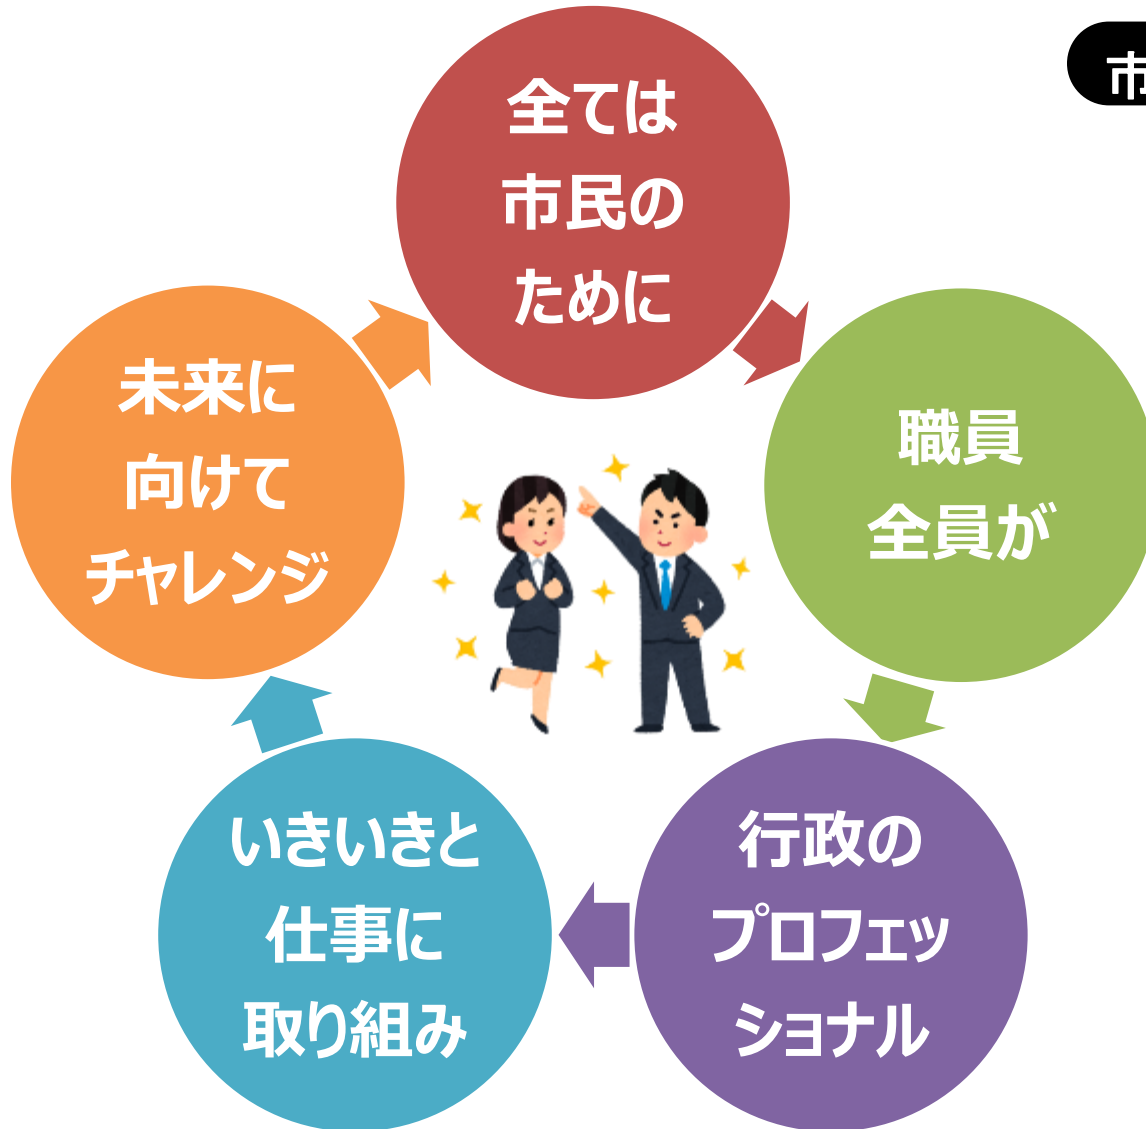 全ては
市民の
ために
市
職員
全員が
行政の
プロフェッ
ショナル
いきいきと
仕事に
取り組み
未来に
向けて
チャレンジ